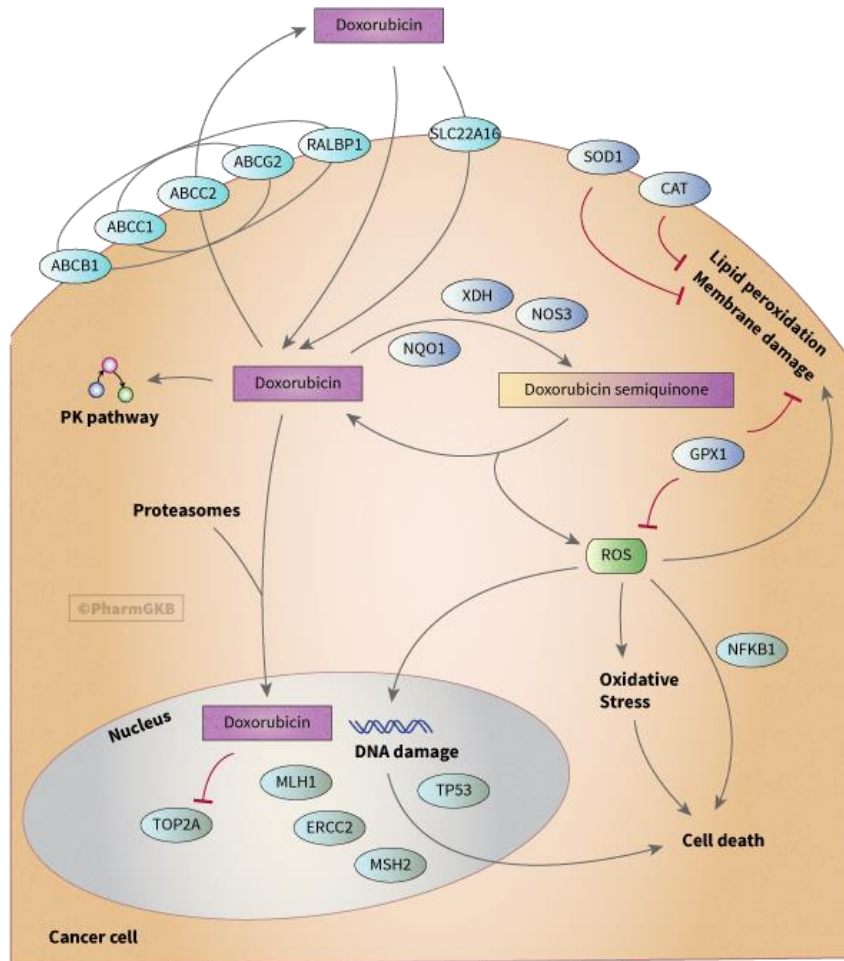 Doxorubicin
SLC22A16
RALBP1
ABCG2
ABCC2
ABCC1
ABCB1
SOD1
CAT
Lipid peroxidation
Membrane damage
XDH
NOS3
NQO1
Doxorubicin
Doxorubicin semiquinone
PK pathway
GPX1
Proteasomes
ROS
©PharmGKB
NFKB1
Oxidative
Stress
Nucleus
Doxorubicin
DNA damage
MLH1
TP53
TOP2A
ERCC2
MSH2
Cell death
Cancer cell